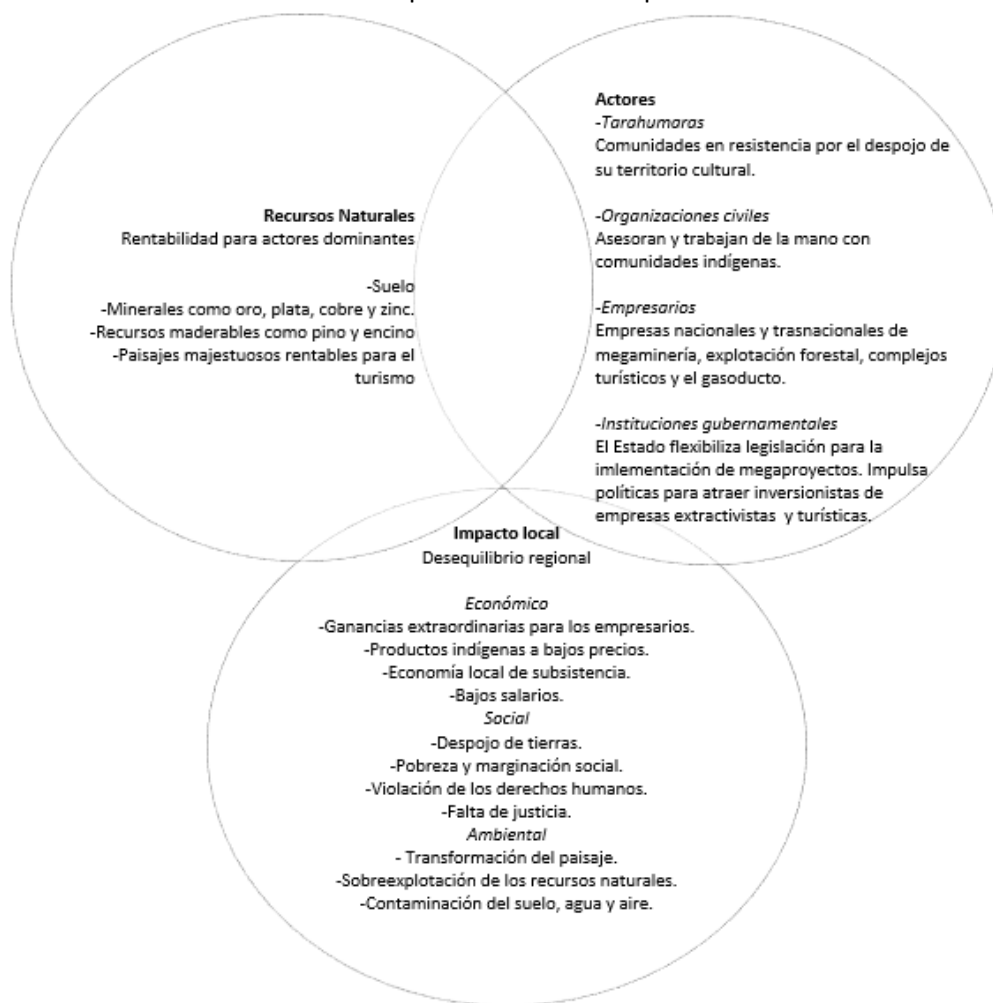 Recursos Naturales
Rentabilidad para actores dominantes
-Suelo
-Minerales como oro, plata, cobre y zinc.
-Recursos maderables como pino y encino
-Paisajes majestuosos rentables para el
turismo
Actores
-Tarahumaras
Comunidades en resistencia por el despojo de
su territorio cultural.
-Organizaciones civiles
Asesoran y trabajan de la mano con
comunidades indígenas.
-Empresarios
Empresas nacionales y trasnacionales de
megaminería, explotación forestal, complejos
turísticos y el gasoducto.
-Instituciones gubernamentales
El Estado flexibiliza legislación para la
imlementación de megaproyectos. Impulsa
políticas para atraer inversionistas de
empresas extractivistas y turísticas.
Impacto local
Desequilibrio regional
Económico
-Ganancias extraordinarias para los empresarios.
-Productos indígenas a bajos precios.
-Economía local de subsistencia.
-Bajos salarios.
Social
-Despojo de tierras.
-Pobreza y marginación social.
-Violación de los derechos humanos.
-Falta de justicia.
Ambiental
- Transformación del paisaje.
-Sobreexplotación de los recursos naturales.
-Contaminación del suelo, agua y aire.